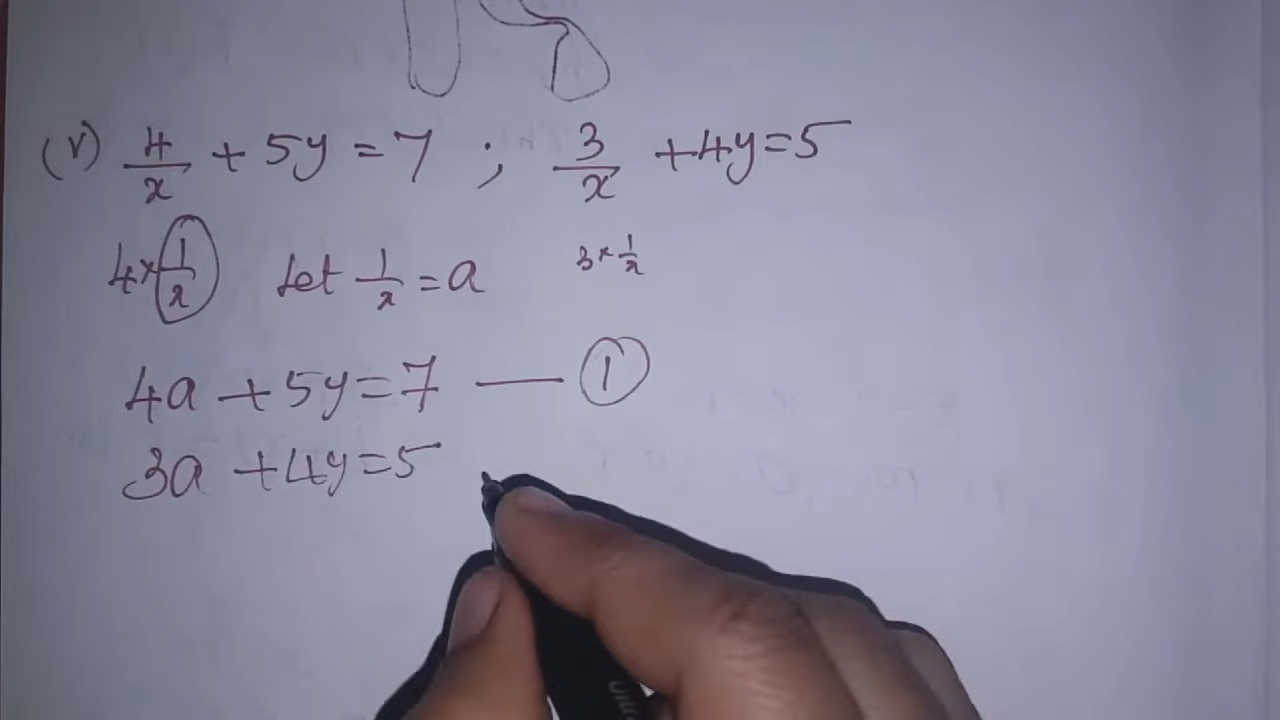 (v) 4/x + 5y = 7 ; 3/x + 4y = 5
4 × 1/x Let 1/x = a 3 × 1/x
4a + 5y = 7 — ①
3a + 4y = 5